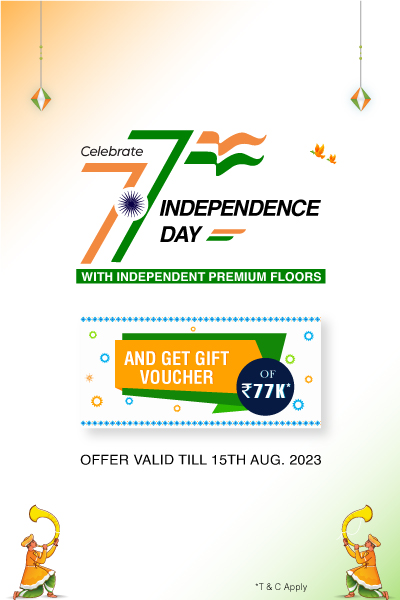 Celebrate
77
INDEPENDENCE
DAY
WITH INDEPENDENT PREMIUM FLOORS
AND GET GIFT
VOUCHER
OF
₹77K*
OFFER VALID TILL 15TH AUG. 2023
*T & C Apply